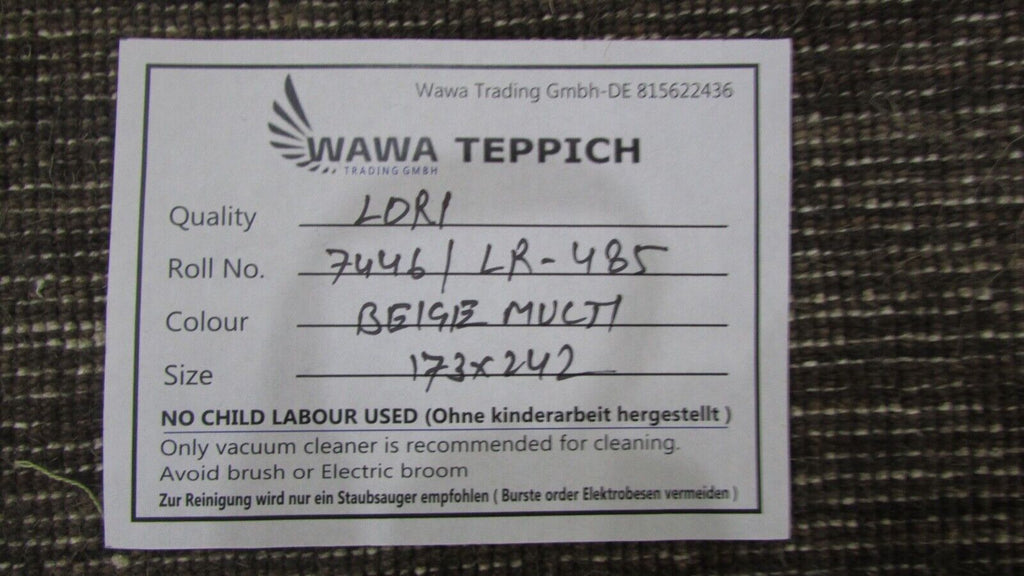 Wawa Trading Gmbh-DE 815622436
WAWA TEPPICH
TRADING GMBH
Quality LORI
Roll No. 7446/ LR-485
Colour BEIGE MULTI
Size 173x242
NO CHILD LABOUR USED (Ohne kinderarbeit hergestellt )
Only vacuum cleaner is recommended for cleaning.
Avoid brush or Electric broom
Zur Reinigung wird nur ein Staubsauger empfohlen ( Burste order Elektrobesen vermeiden )